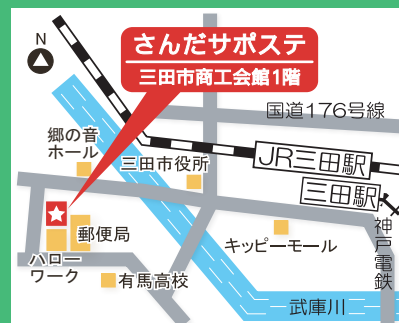 N
さんだサポステ
三田市商工会館1階
国道176号線
郷の音
ホール
三田市役所
JR三田駅
三田駅
神戸電鉄
郵便局
キッピーモール
ハロー
ワーク
有馬高校
武庫川